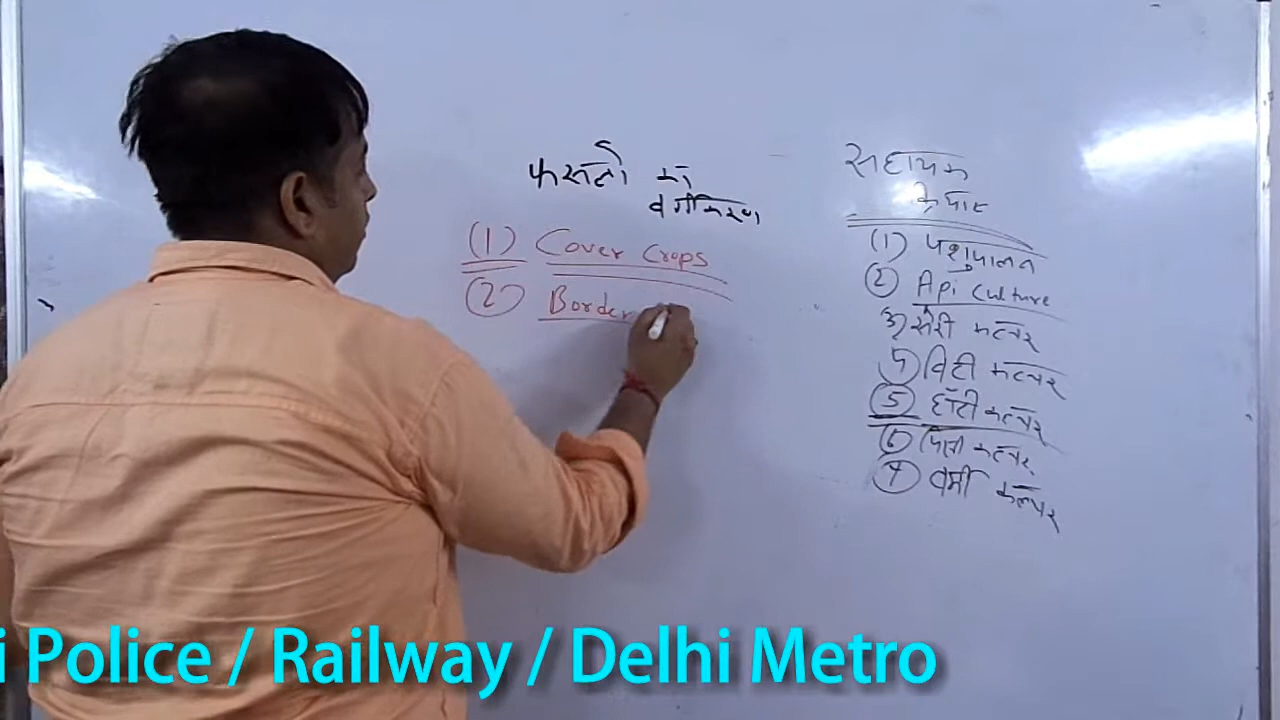 फसलो का
वर्गीकरण
(1) Cover Crops
(2) Border
सहायक
(1) पशुपालन
(2) Api culture
3) सेरी कल्चर
4) विटी कल्चर
(5) हॉर्टी कल्चर
(6) पिसी कल्चर
(7) वर्मी कल्चर
i Police / Railway / Delhi Metro